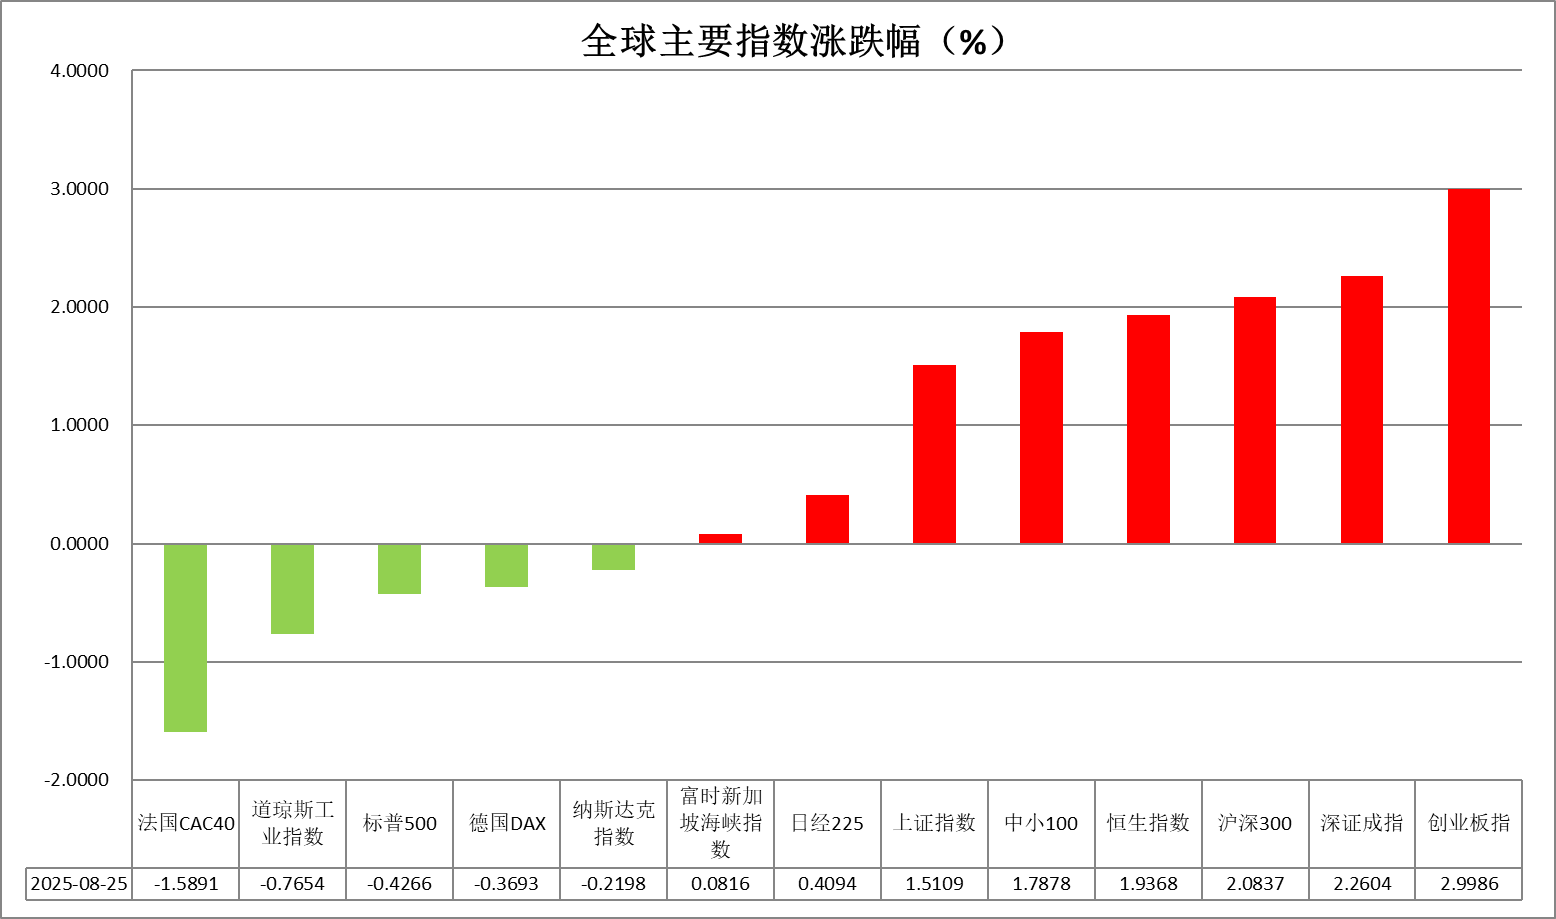 全球主要指数涨跌幅（%）
4.0000
3.0000
2.0000
1.0000
0.0000
-1.0000
-2.0000
法国CAC40
道琼斯工
业指数
标普500
德国DAX
纳斯达克
指数
富时新加
坡海峡指
数
日经225
上证指数
中小100
恒生指数
沪深300
深证成指
创业板指
2025-08-25 -1.5891 -0.7654 -0.4266 -0.3693 -0.2198 0.0816 0.4094 1.5109 1.7878 1.9368 2.0837 2.2604 2.9986